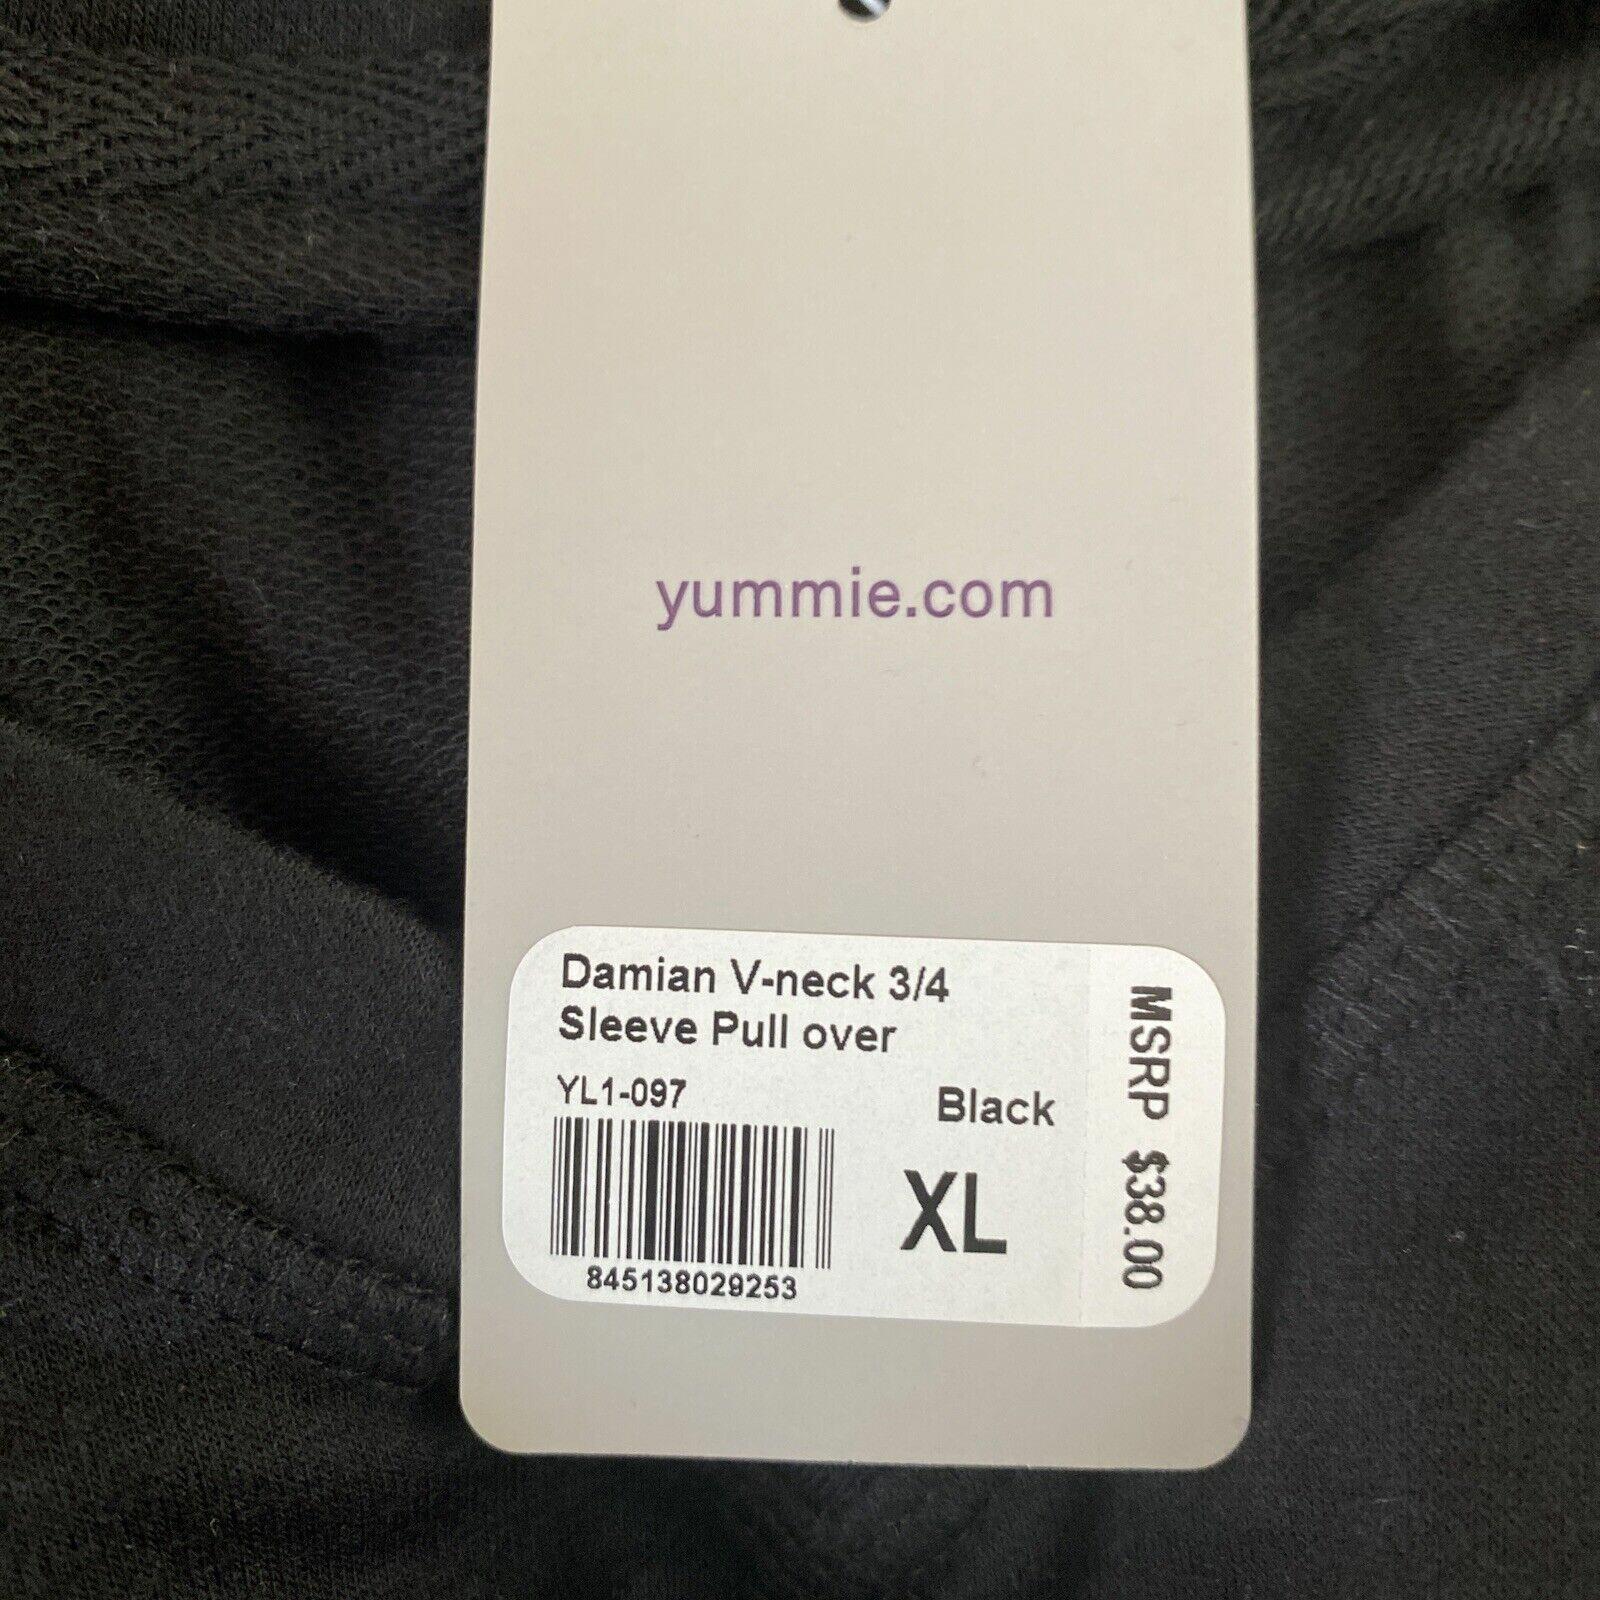 yummie.com
Damian V-neck 3/4
Sleeve Pull over
YL1-097
Black
XL
845138029253
MSRP $38.00